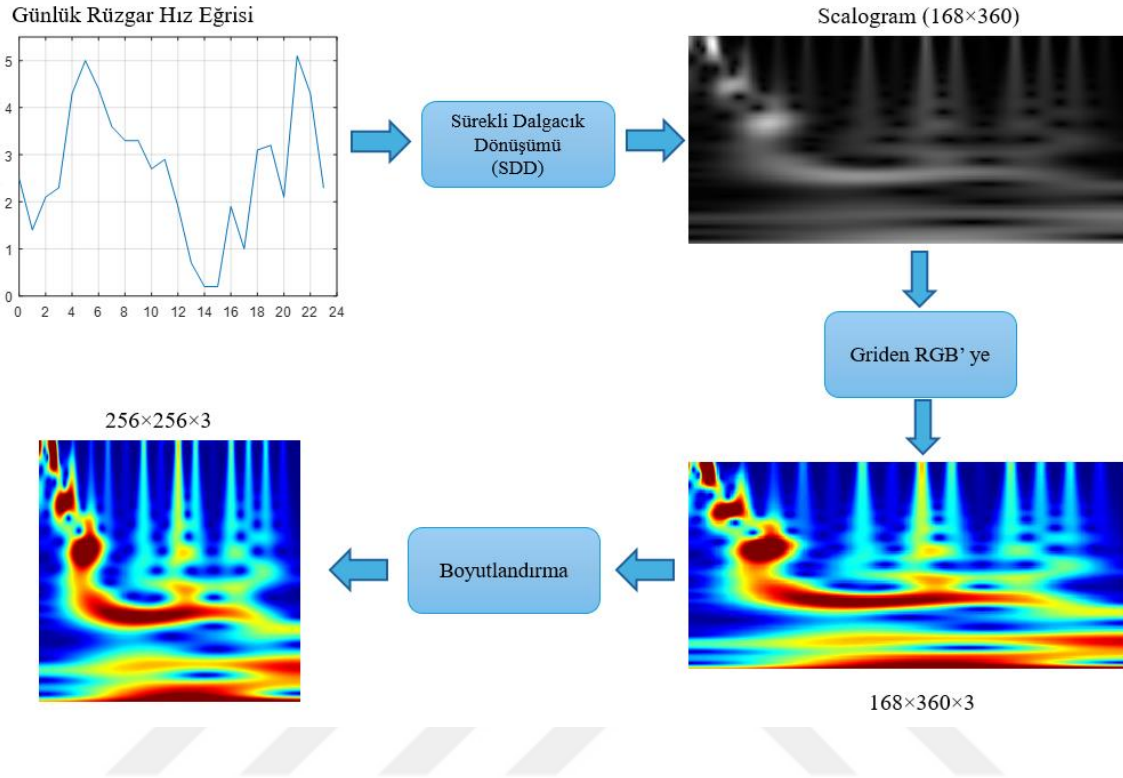 Günlük Rüzgar Hız Eğrisi
5
4
3
2
1
0
0 2 4 6 8 10 12 14 16 18 20 22 24
Sürekli Dalgacık
Dönüşümü
(SDD)
Scalogram (168×360)
Griden RGB' ye
168×360×3
Boyutlandırma
256×256×3